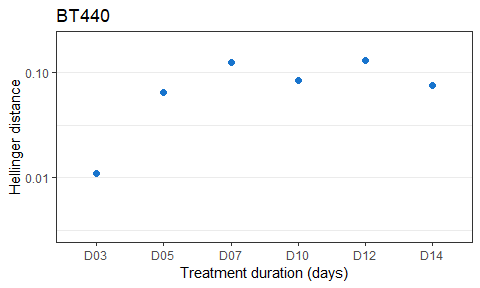 BT440
Hellinger distance
0.10
0.01
D03 D05 D07 D10 D12 D14
Treatment duration (days)